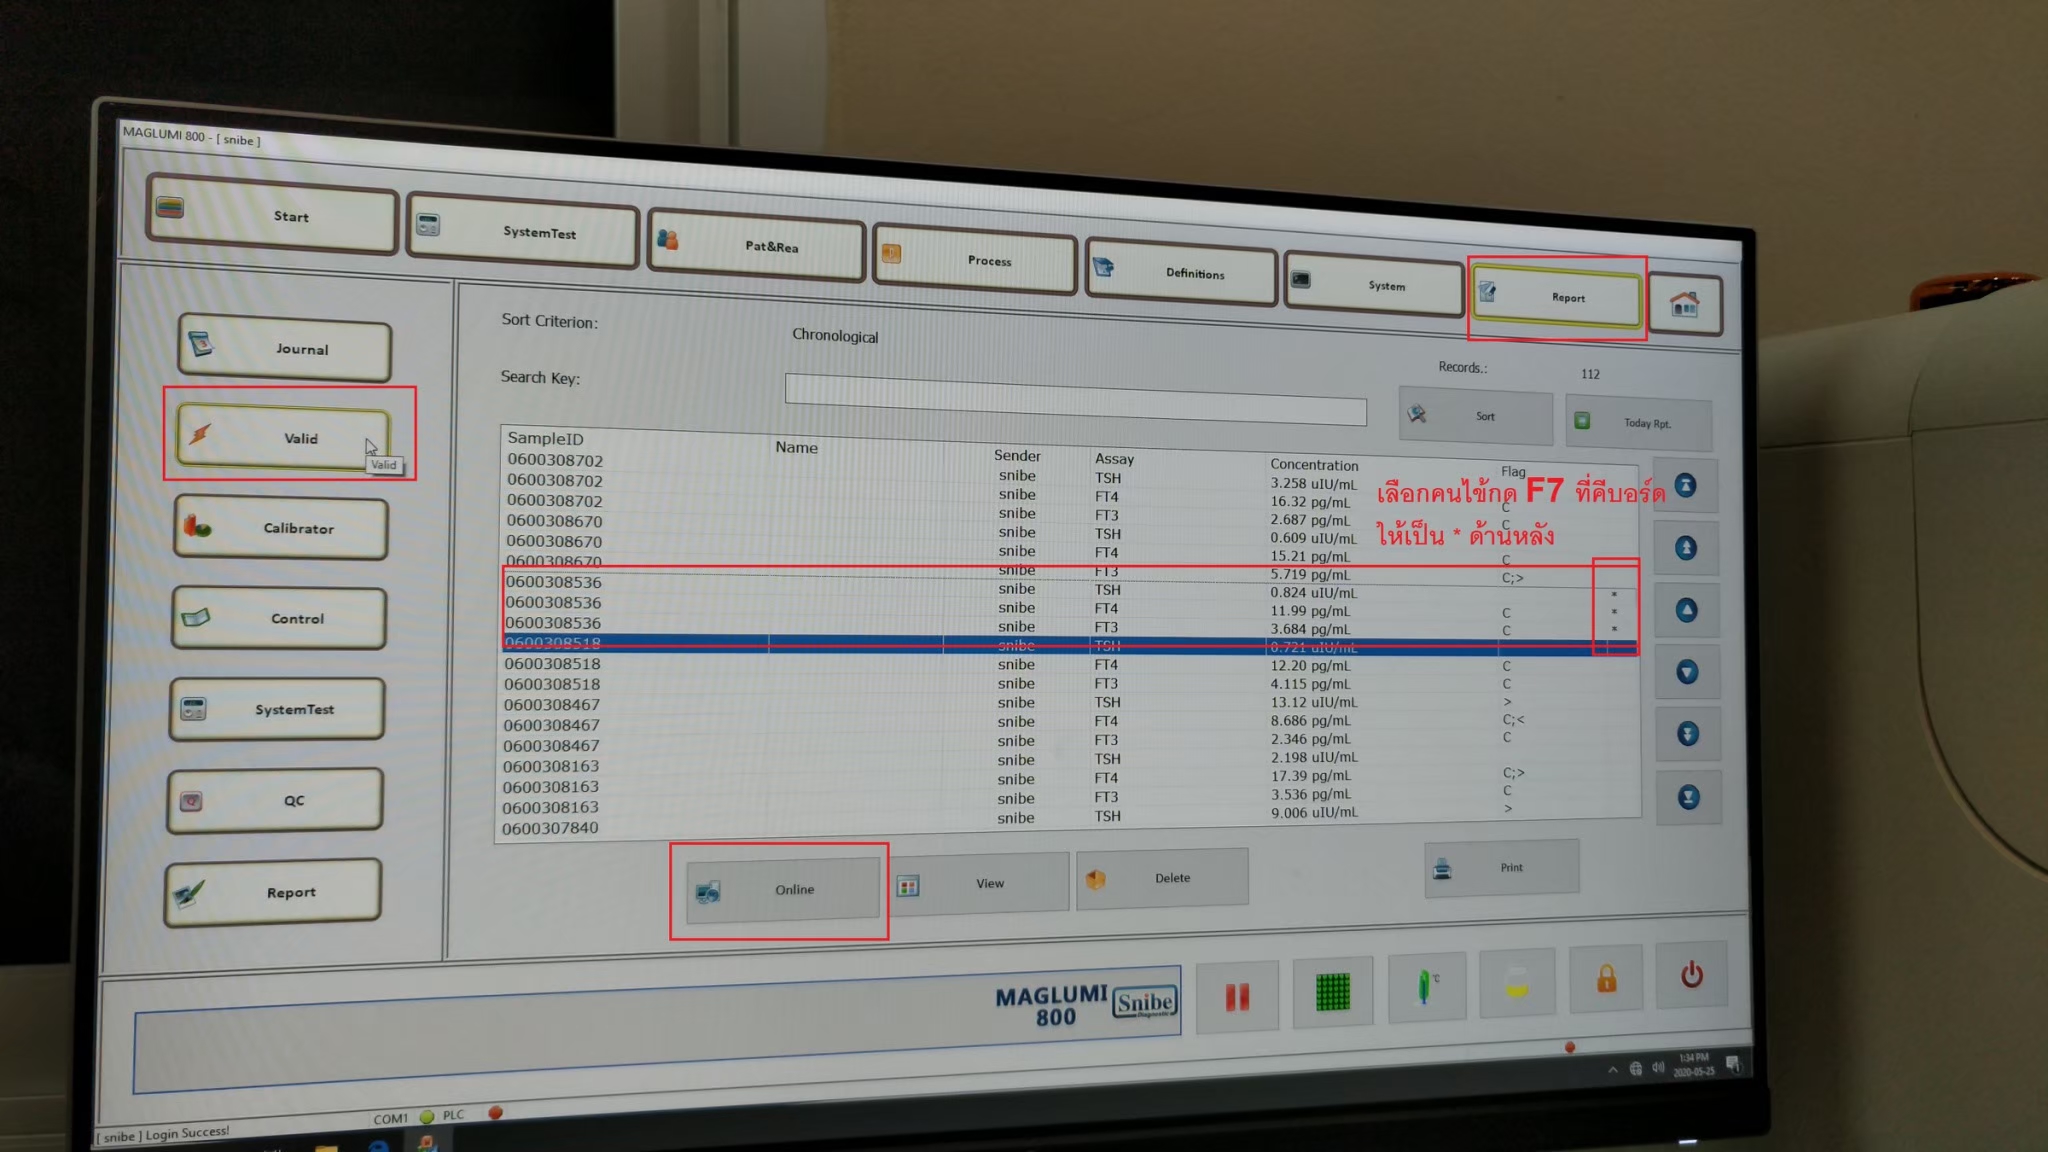 MAGLUMI 800 - [ snibe ]
Start
SystemTest
Pat&Rea
Process
Definitions
System
Report
Journal
Valid
Valid
Calibrator
Control
SystemTest
QC
Report
Sort Criterion: Chronological
Records.: 112
Search Key:
Sort
Today Rpt.
SampleID Name Sender Assay Concentration Flag
0600308702 snibe TSH 3.258 uIU/mL
0600308702 snibe FT4 16.32 pg/mL C
0600308702 snibe FT3 2.687 pg/mL C
0600308670 snibe TSH 0.609 uIU/mL
0600308670 snibe FT4 15.21 pg/mL C
0600308670 snibe FT3 5.719 pg/mL C;>
0600308536 snibe TSH 0.824 uIU/mL *
0600308536 snibe FT4 11.99 pg/mL C *
0600308536 snibe FT3 3.684 pg/mL C *
0600308518 snibe TSH 0.721 uIU/mL
0600308518 snibe FT4 12.20 pg/mL C
0600308518 snibe FT3 4.115 pg/mL C
0600308467 snibe TSH 13.12 uIU/mL >
0600308467 snibe FT4 8.686 pg/mL C;<
0600308467 snibe FT3 2.346 pg/mL C
0600308163 snibe TSH 2.198 uIU/mL
0600308163 snibe FT4 17.39 pg/mL C;>
0600308163 snibe FT3 3.536 pg/mL C
0600307840 snibe TSH 9.006 uIU/mL >
เลือกคนไข้กด F7 ที่คีบอร์ด
ให้เป็น * ด้านหลัง
Online
View
Delete
Print
MAGLUMI
800
Snibe
Diagnostic
°C
COM1 PLC
[ snibe ] Login Success!
1:34 PM
2020-05-25